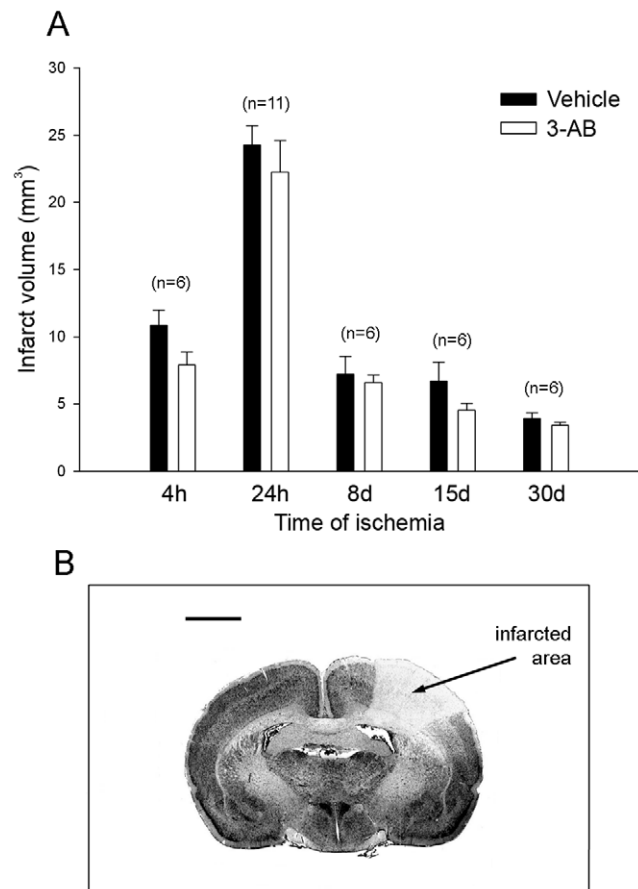 A
30
25
20
15
10
5
0
Infarct volume (mm³)
(n=11)
(n=6)
(n=6)
(n=6)
(n=6)
Vehicle
3-AB
4h 24h 8d 15d 30d
Time of ischemia
B
infarcted
area